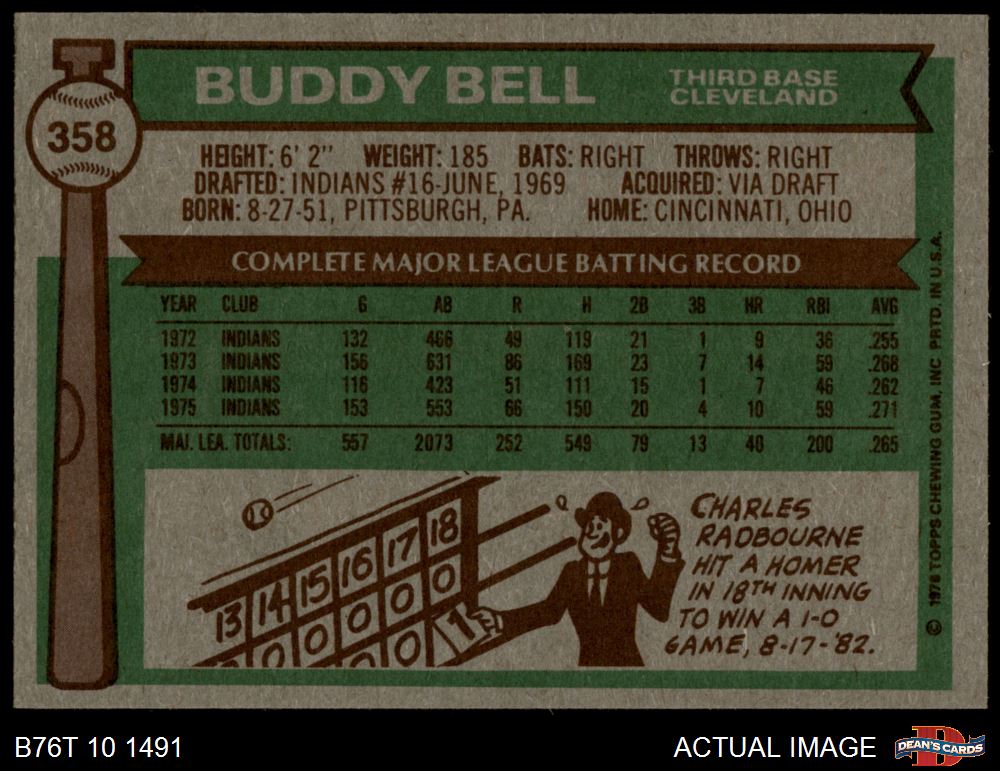 BUDDY BELL
THIRD BASE
CLEVELAND
358
HEIGHT: 6' 2" WEIGHT: 185 BATS: RIGHT THROWS: RIGHT
DRAFTED: INDIANS #16-JUNE, 1969 ACQUIRED: VIA DRAFT
BORN: 8-27-51, PITTSBURGH, PA. HOME: CINCINNATI, OHIO
COMPLETE MAJOR LEAGUE BATTING RECORD
YEAR CLUB G AB R H 2B 3B HR RBI AVG
1972 INDIANS 132 466 49 119 21 1 9 36 .255
1973 INDIANS 156 631 86 169 23 7 14 59 .268
1974 INDIANS 116 423 51 111 15 1 7 46 .262
1975 INDIANS 153 553 66 150 20 4 10 59 .271
MAJ. LEA. TOTALS: 557 2073 252 549 79 13 40 200 .265
13 14 15 16 17 18
0 0 0 0 0
0 0 0 0 1
CHARLES
RADBOURNE
HIT A HOMER
IN 18TH INNING
TO WIN A 1-0
GAME, 8-17-'82.
© 1976 TOPPS CHEWING GUM, INC PRTD. IN U.S.A.
B76T 10 1491
ACTUAL IMAGE
D
DEAN'S CARDS